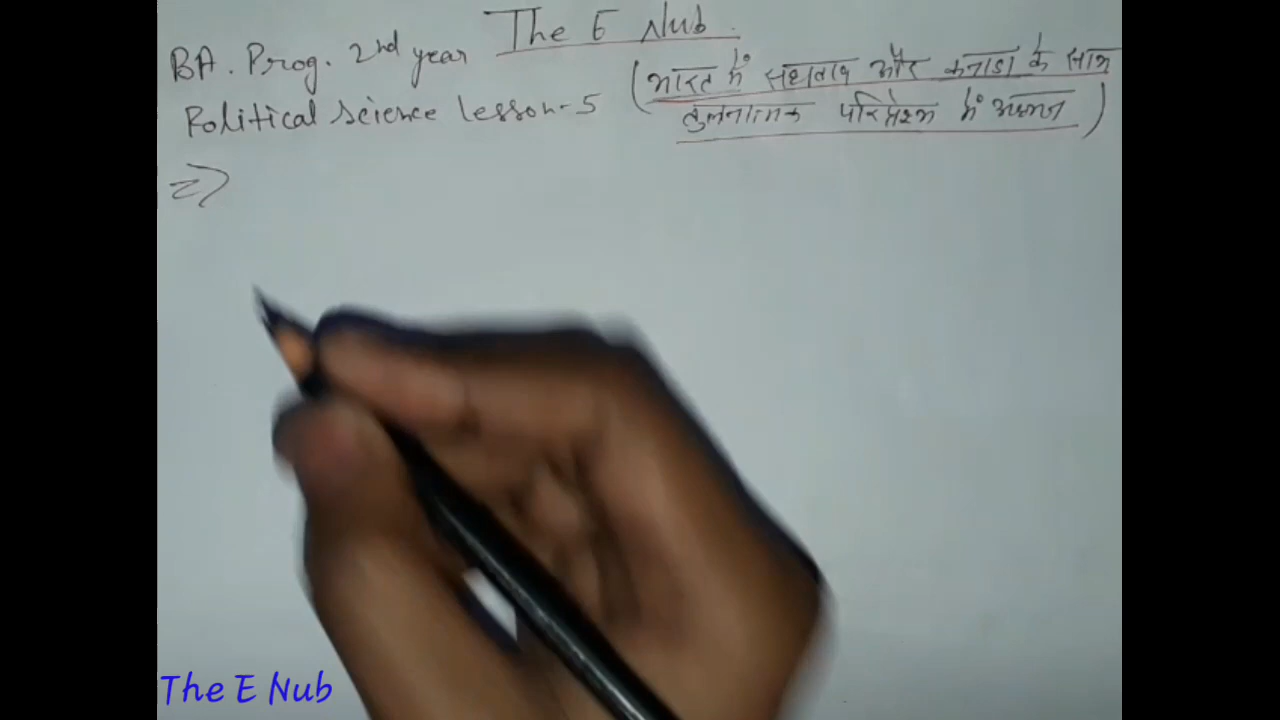 The E Nub
BA. Prog. 2nd year
Political science lesson-5
(भारत में संघवाद और कनाडा के साथ
तुलनात्मक परिप्रेक्ष्य में अध्ययन)
=>
The E Nub